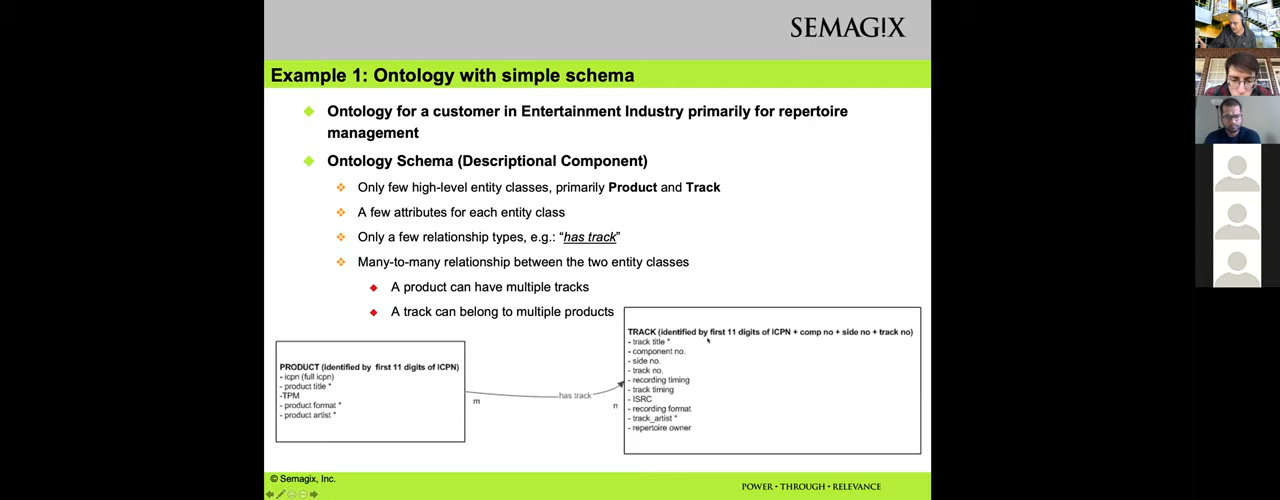 SEMAG!X
Example 1: Ontology with simple schema
Ontology for a customer in Entertainment Industry primarily for repertoire
management
Ontology Schema (Descriptional Component)
Only few high-level entity classes, primarily Product and Track
A few attributes for each entity class
Only a few relationship types, e.g.: “has track”
Many-to-many relationship between the two entity classes
A product can have multiple tracks
A track can belong to multiple products
PRODUCT (identified by first 11 digits of ICPN)
- icpn (full icpn)
- product title *
-TPM
- product format *
- product artist *
m
has track
n
TRACK (identified by first 11 digits of ICPN + comp no + side no + track no)
- track title *
- component no.
- side no.
- track no.
- recording timing
- track timing
- ISRC
- recording format
- track_artist *
- repertoire owner
© Semagix, Inc.
POWER • THROUGH • RELEVANCE